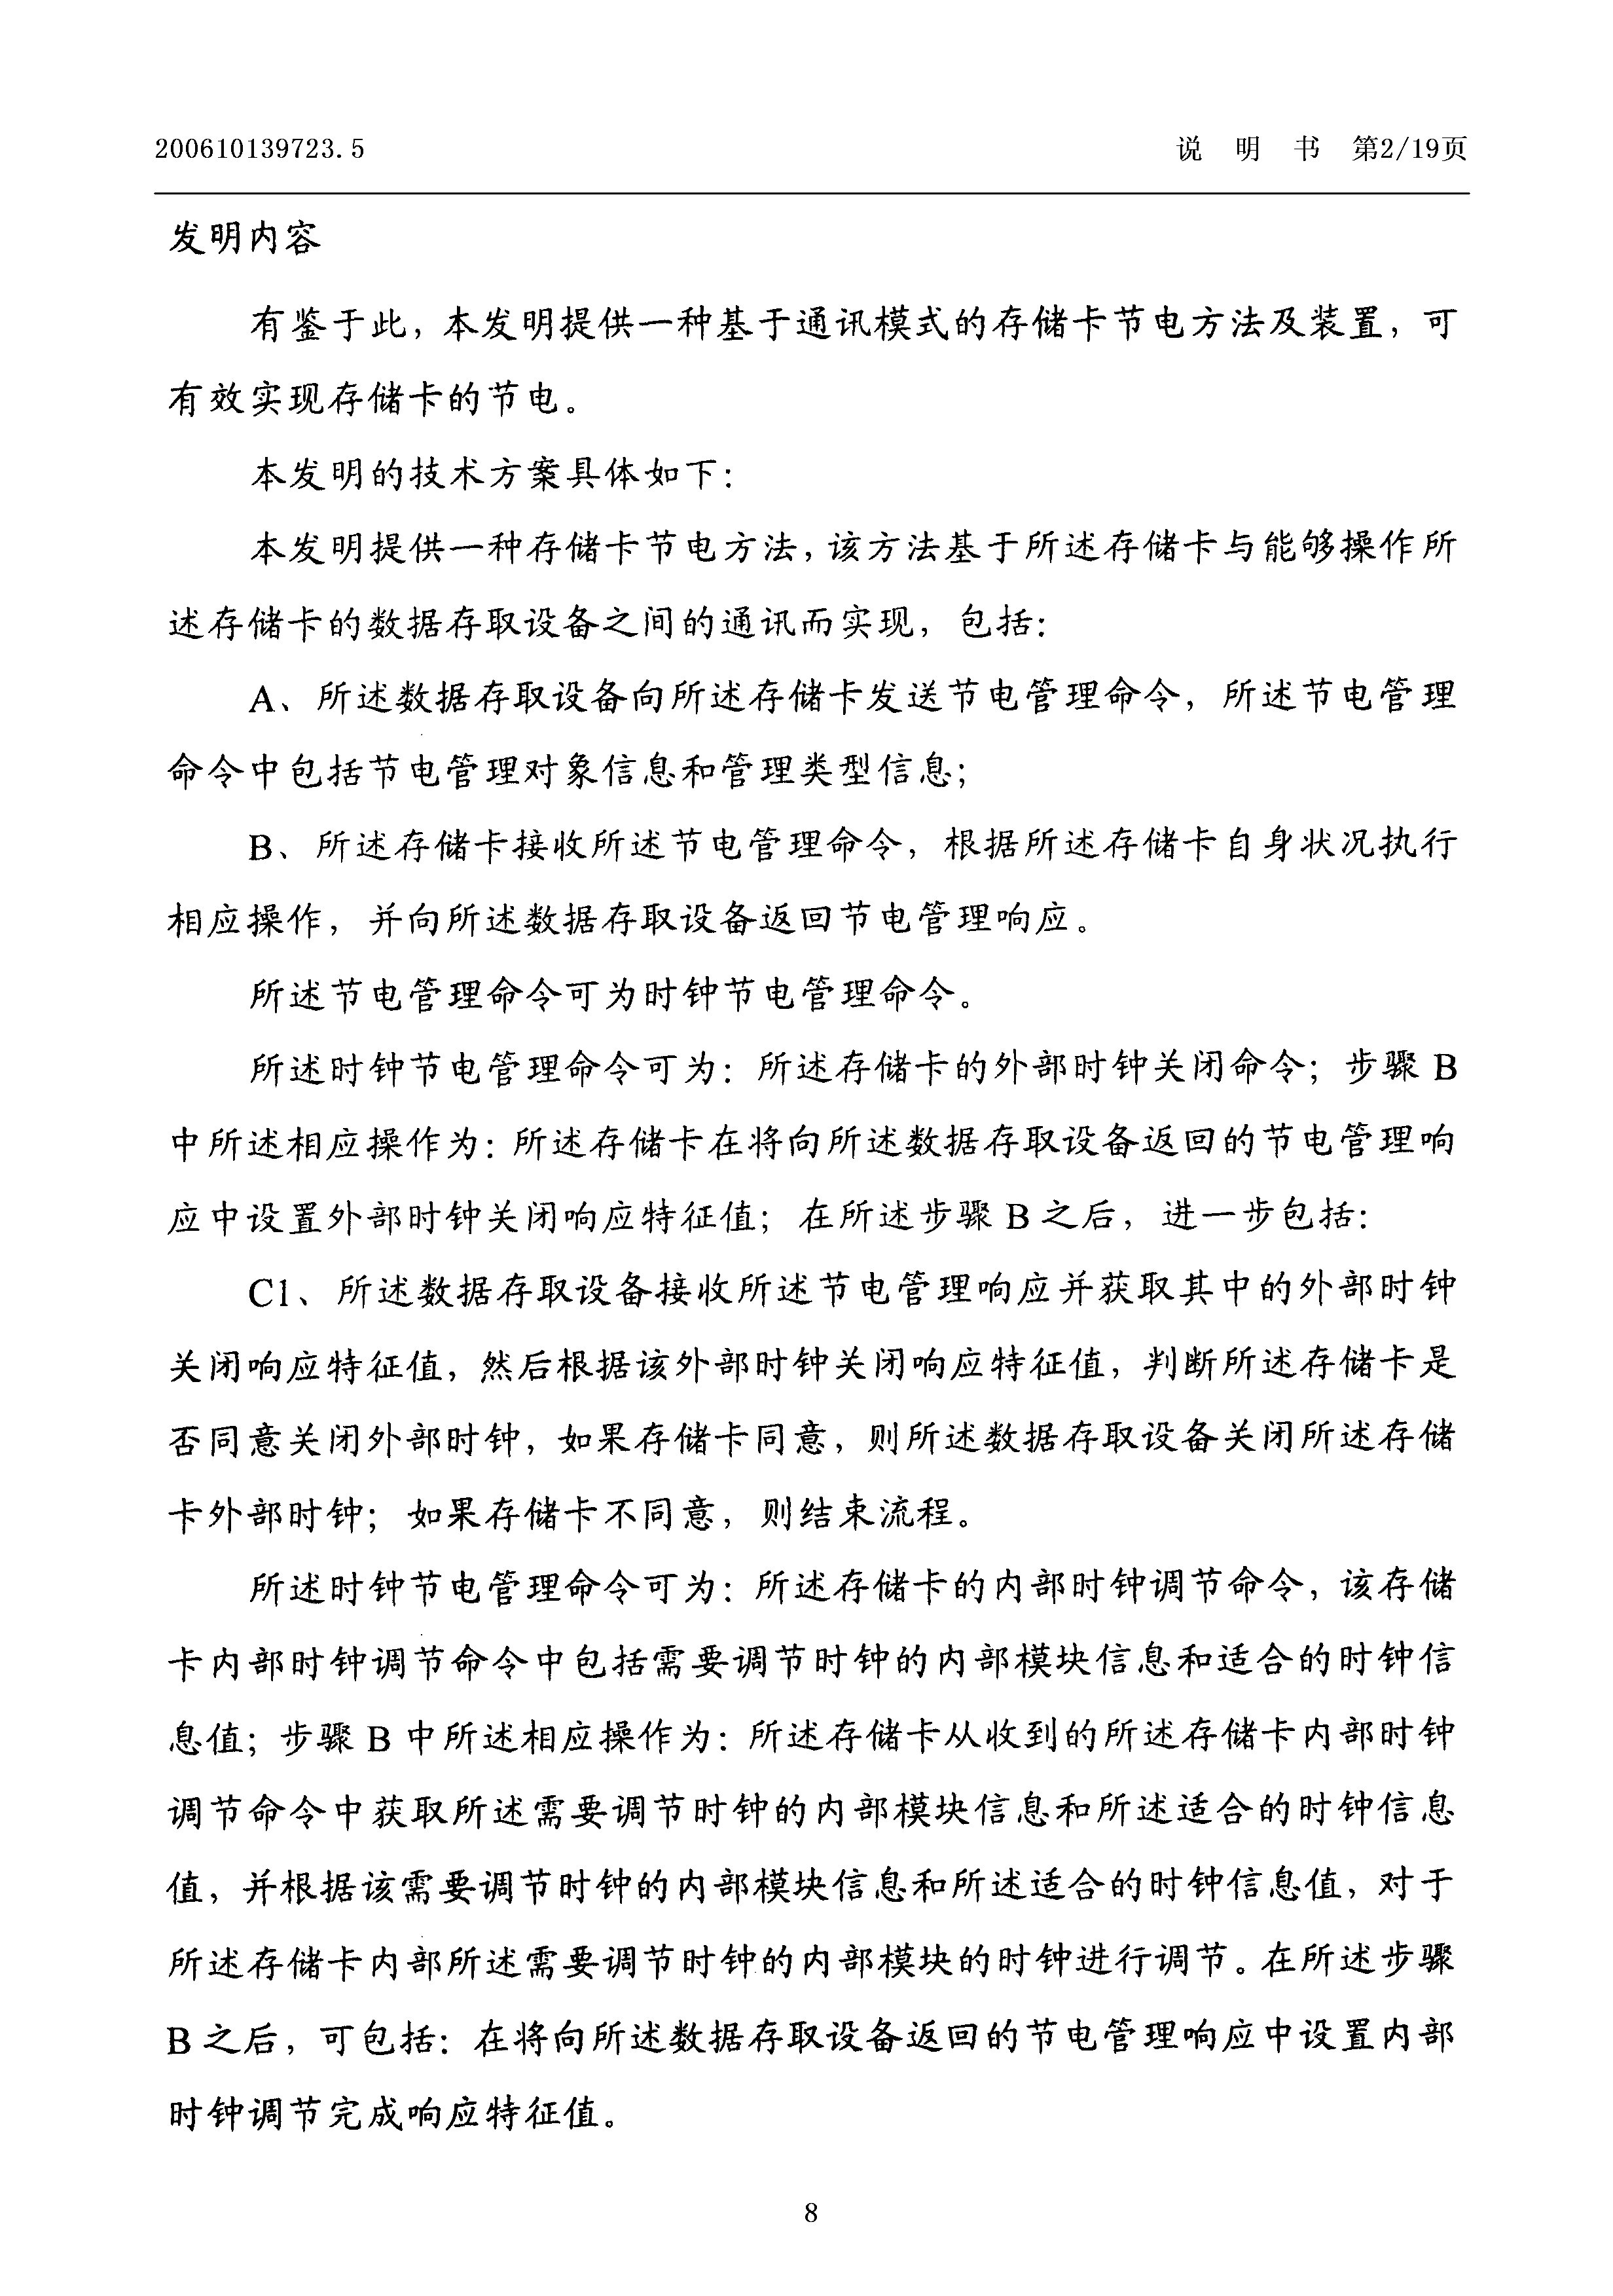 200610139723.5 说 明 书 第2/19页
发明内容
有鉴于此，本发明提供一种基于通讯模式的存储卡节电方法及装置，可
有效实现存储卡的节电。
本发明的技术方案具体如下：
本发明提供一种存储卡节电方法，该方法基于所述存储卡与能够操作所
述存储卡的数据存取设备之间的通讯而实现，包括：
A、所述数据存取设备向所述存储卡发送节电管理命令，所述节电管理
命令中包括节电管理对象信息和管理类型信息；
B、所述存储卡接收所述节电管理命令，根据所述存储卡自身状况执行
相应操作，并向所述数据存取设备返回节电管理响应。
所述节电管理命令可为时钟节电管理命令。
所述时钟节电管理命令可为：所述存储卡的外部时钟关闭命令；步骤 B
中所述相应操作为：所述存储卡在将向所述数据存取设备返回的节电管理响
应中设置外部时钟关闭响应特征值；在所述步骤 B 之后，进一步包括：
C1、所述数据存取设备接收所述节电管理响应并获取其中的外部时钟
关闭响应特征值，然后根据该外部时钟关闭响应特征值，判断所述存储卡是
否同意关闭外部时钟，如果存储卡同意，则所述数据存取设备关闭所述存储
卡外部时钟；如果存储卡不同意，则结束流程。
所述时钟节电管理命令可为：所述存储卡的内部时钟调节命令，该存储
卡内部时钟调节命令中包括需要调节时钟的内部模块信息和适合的时钟信
息值；步骤 B 中所述相应操作为：所述存储卡从收到的所述存储卡内部时钟
调节命令中获取所述需要调节时钟的内部模块信息和所述适合的时钟信息
值，并根据该需要调节时钟的内部模块信息和所述适合的时钟信息值，对于
所述存储卡内部所述需要调节时钟的内部模块的时钟进行调节。在所述步骤
B 之后，可包括：在将向所述数据存取设备返回的节电管理响应中设置内部
时钟调节完成响应特征值。
8